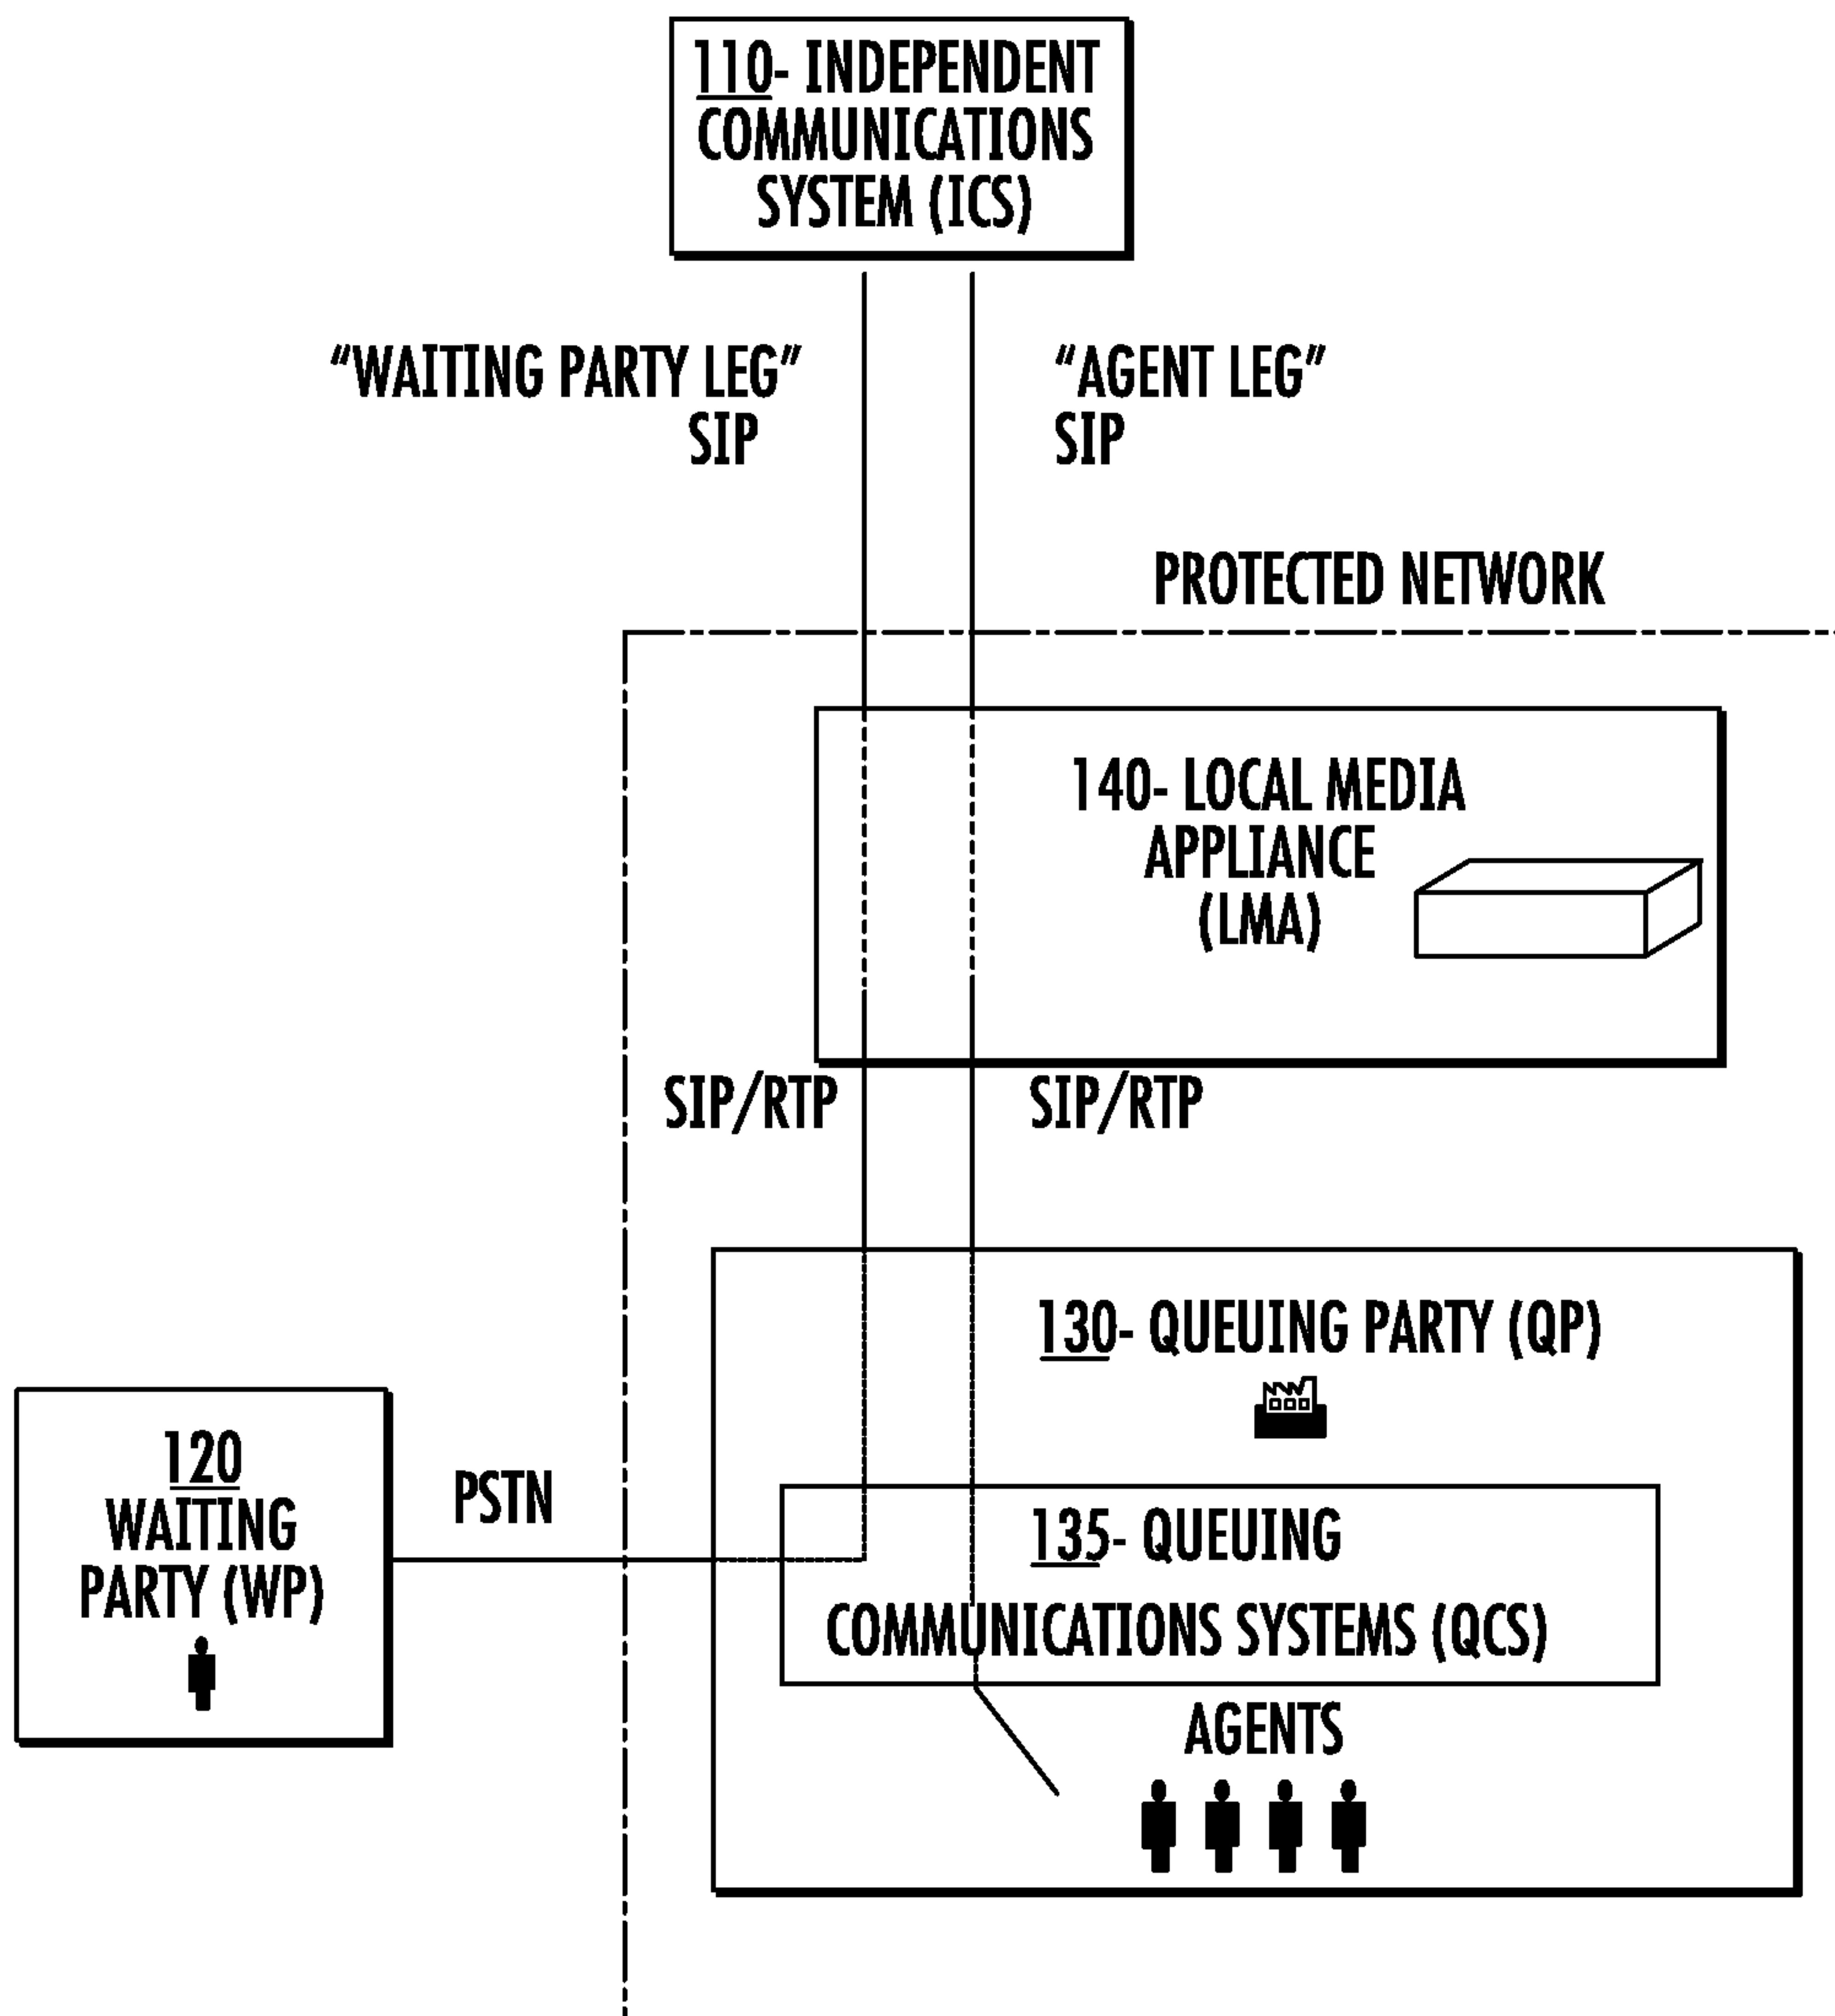 110- INDEPENDENT
COMMUNICATIONS
SYSTEM (ICS)
“WAITING PARTY LEG”
SIP
“AGENT LEG”
SIP
PROTECTED NETWORK
140- LOCAL MEDIA
APPLIANCE
(LMA)
SIP/RTP
SIP/RTP
130- QUEUING PARTY (QP)
120
WAITING
PARTY (WP)
PSTN
135- QUEUING
COMMUNICATIONS SYSTEMS (QCS)
AGENTS